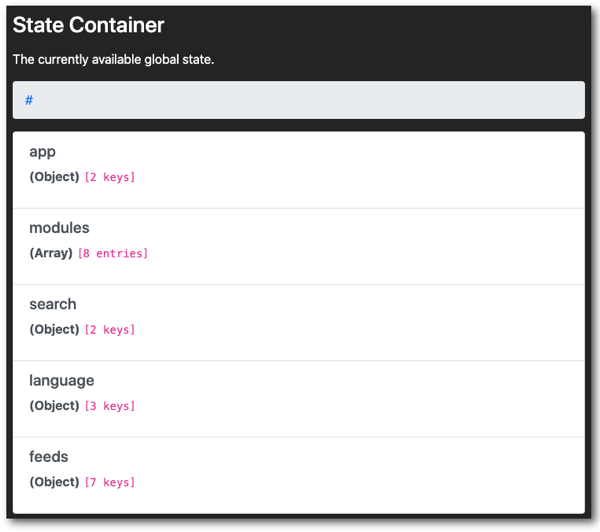 State Container
The currently available global state.
#
app
(Object) [2 keys]
modules
(Array) [8 entries]
search
(Object) [2 keys]
language
(Object) [3 keys]
feeds
(Object) [7 keys]